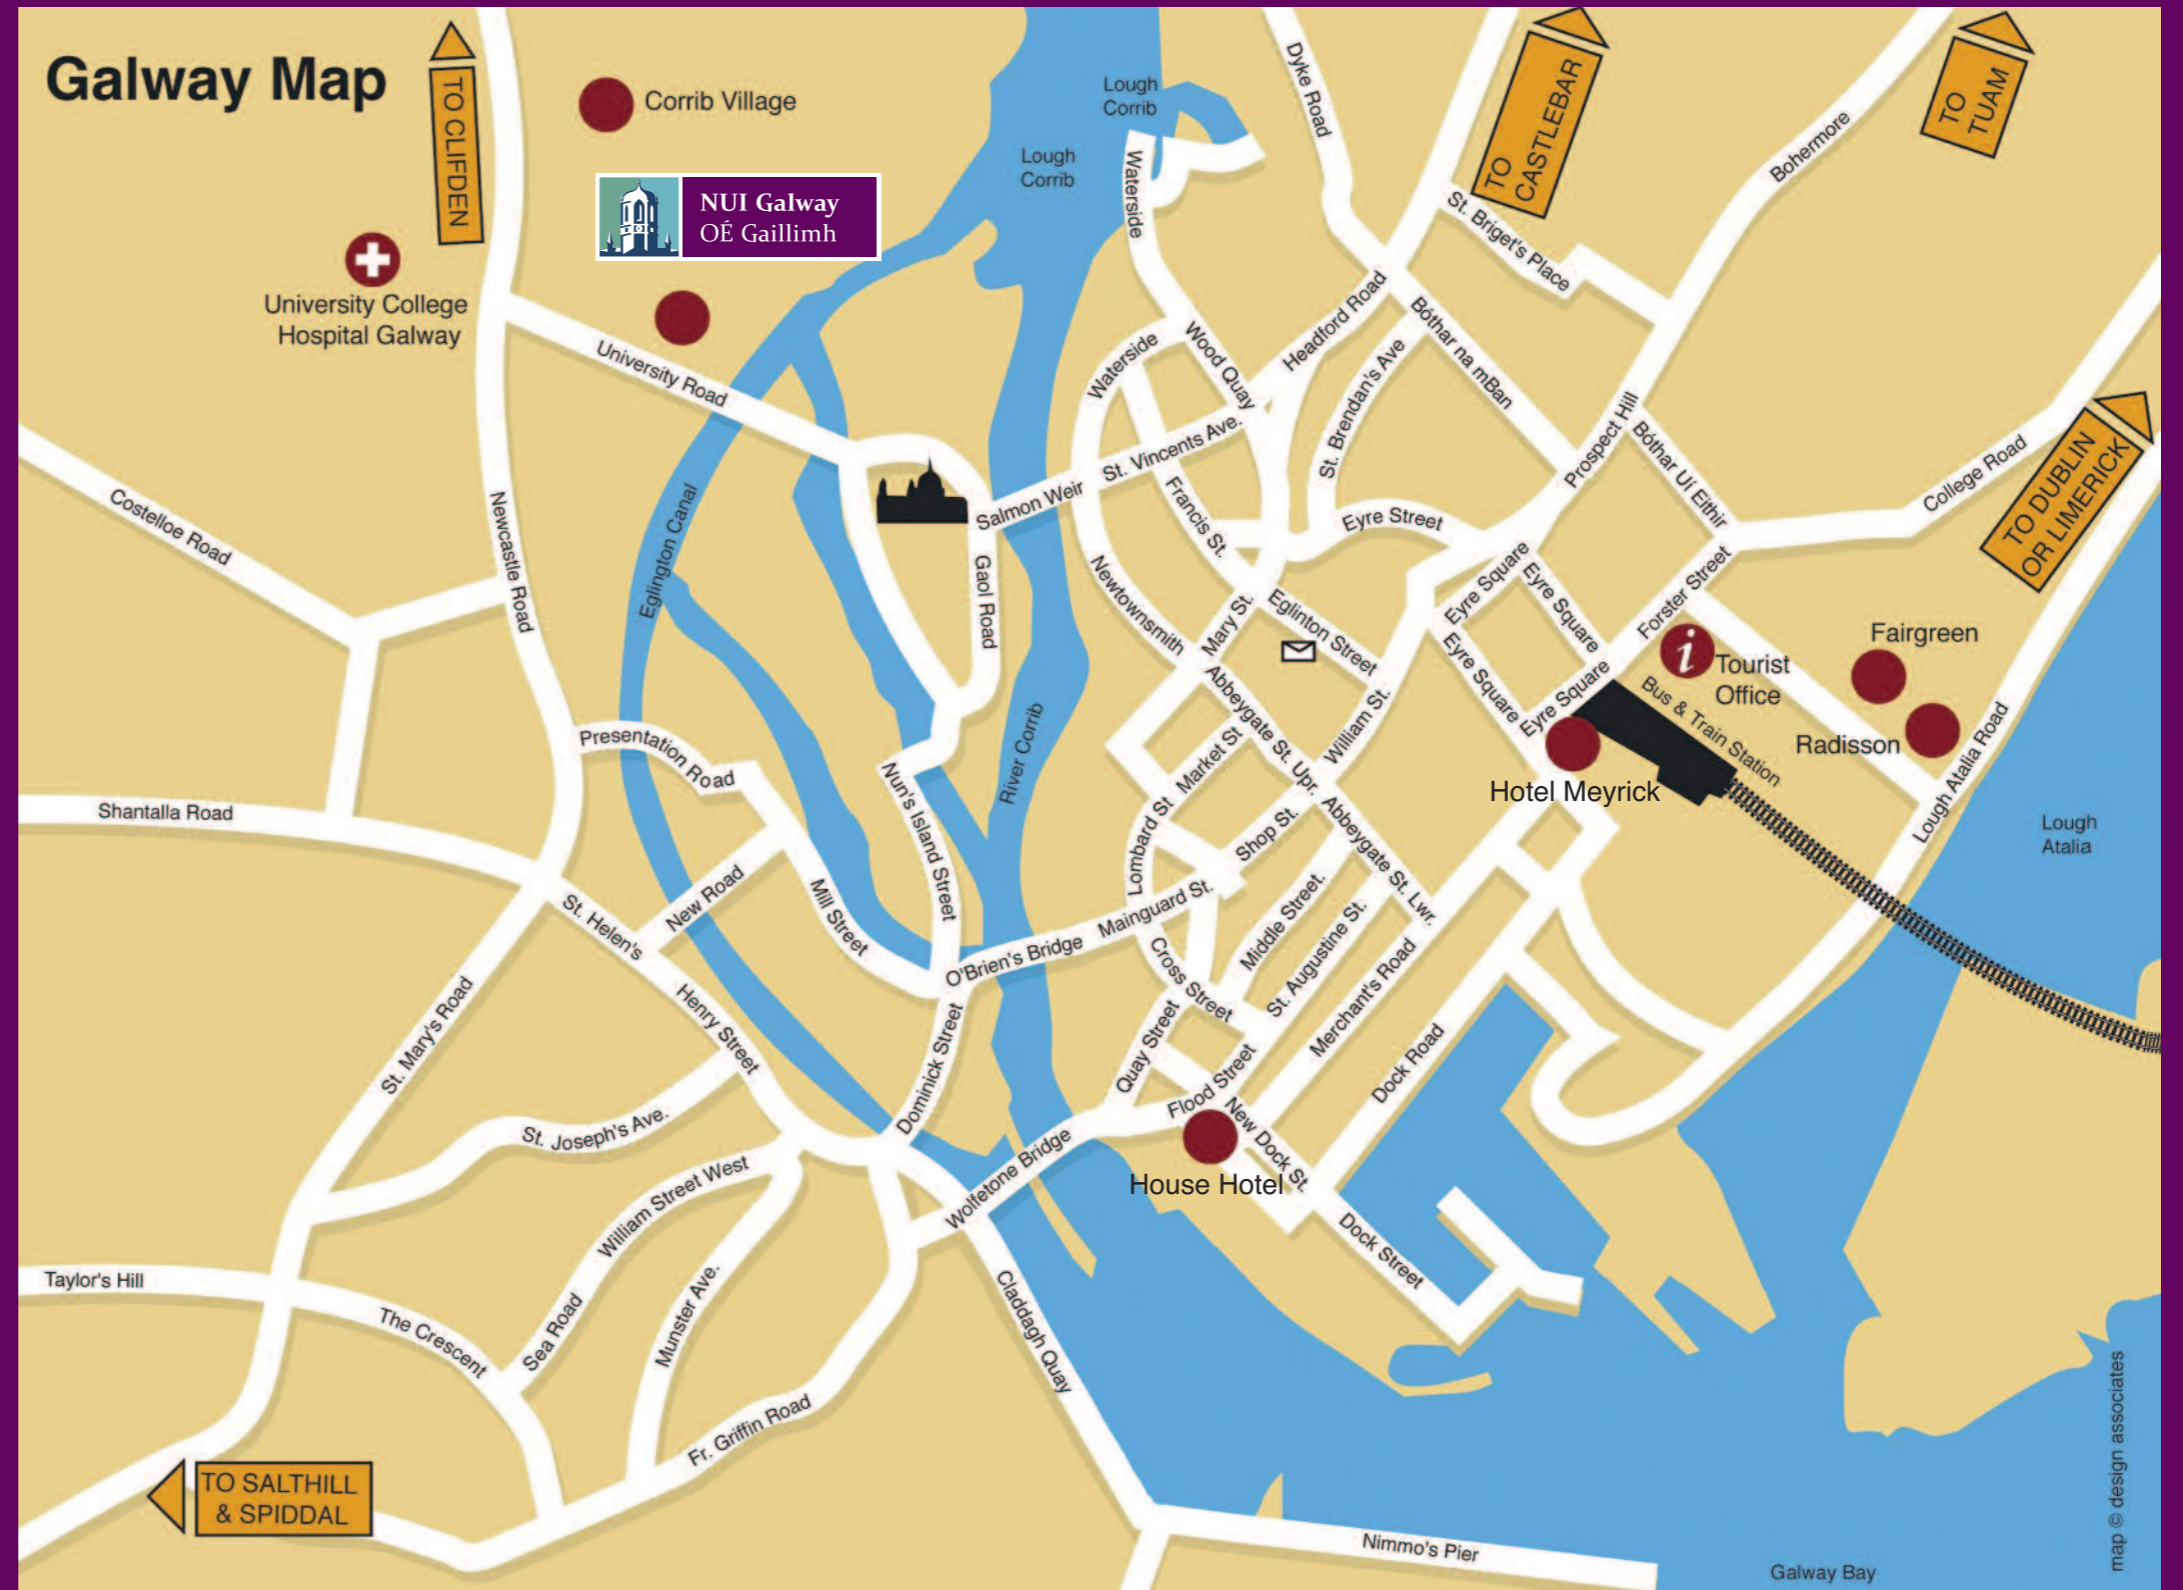 Galway Map
TO CLIFDEN
Corrib Village
NUI Galway
OÉ Gaillimh
University College
Hospital Galway
Lough
Corrib
Lough
Corrib
Dyke Road
TO
CASTLEBAR
TO
TUAM
Bohermore
St. Briget's Place
Waterside
Waterside
Wood Quay
Headford Road
Bóthar na mBan
St. Brendan's Ave
Prospect Hill
Bóthar Uí Eithir
College Road
TO DUBLIN
OR LIMERICK
University Road
Costelloe Road
Newcastle Road
Eglington Canal
Salmon Weir
St. Vincents Ave.
Francis St.
Eyre Street
Gaol Road
Newtownsmith
Mary St.
Eglinton Street
Eyre Square
Eyre Square
Eyre Square
Eyre Square
Forster Street
Tourist
Office
Fairgreen
Radisson
Bus & Train Station
Hotel Meyrick
Lough Atalia Road
Lough
Atalia
Presentation Road
River Corrib
Abbeygate St. Upr.
William St.
Market St
Nun's Island Street
Shantalla Road
Lombard St
Shop St.
Abbeygate St. Lwr.
St. Helen's
New Road
Mill Street
Mainguard St.
Middle Street.
St. Augustine St.
O'Brien's Bridge
Cross Street
Merchant's Road
St. Mary's Road
Henry Street
Dominick Street
Quay Street
Dock Road
St. Joseph's Ave.
Flood Street
New Dock St.
William Street West
Wolfetone Bridge
House Hotel
Dock Street
Taylor's Hill
The Crescent
Sea Road
Munster Ave.
Claddagh Quay
Fr. Griffin Road
TO SALTHILL
& SPIDDAL
Nimmo's Pier
Galway Bay
map © design associates